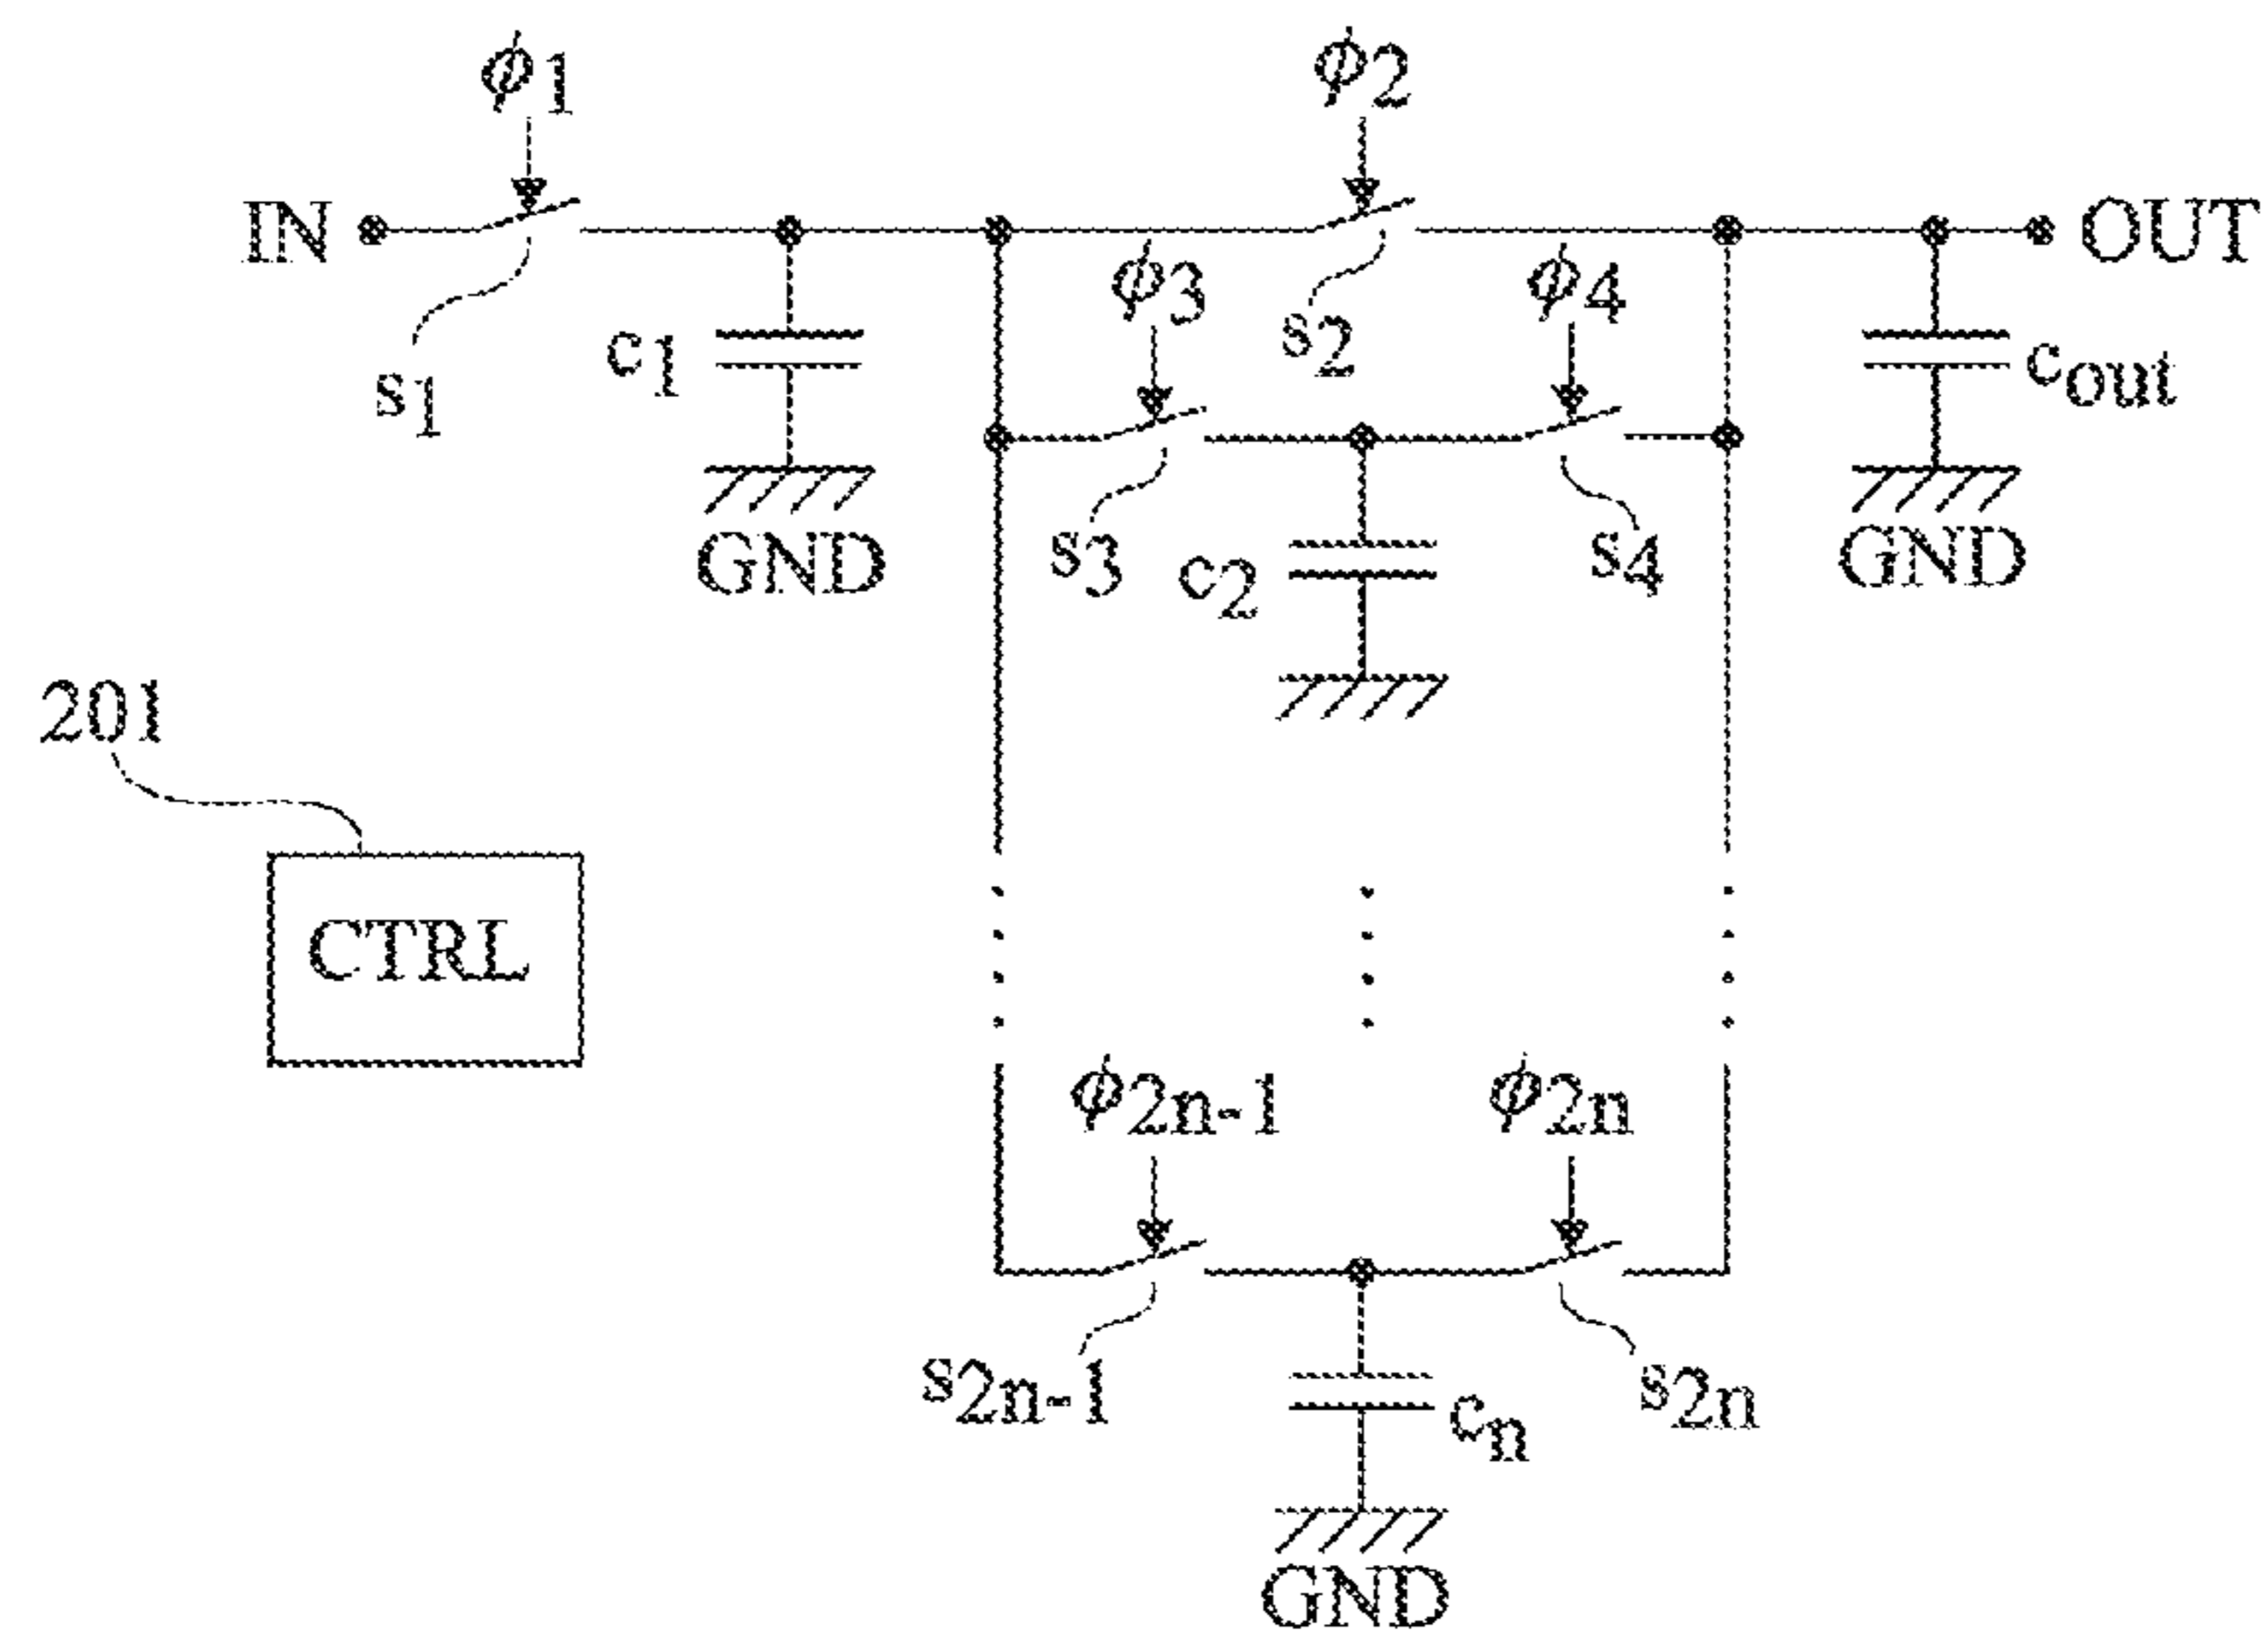 ϕ1
ϕ2
IN
OUT
ϕ3
ϕ4
s1
c1
s2
cout
GND
s3
c2
s4
GND
201
CTRL
ϕ2n-1
ϕ2n
s2n-1
cn
s2n
GND